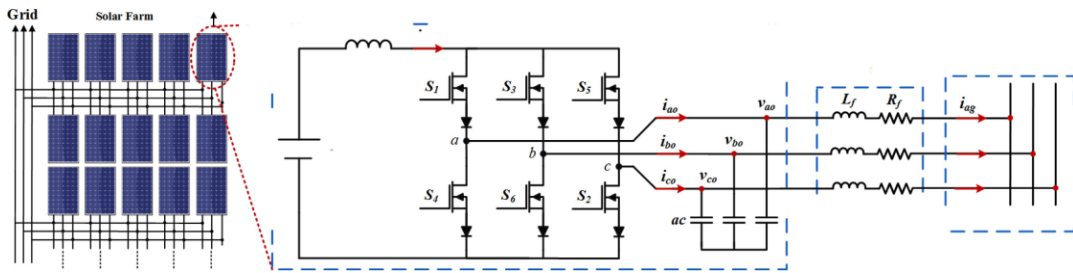 Grid
Solar Farm
S1
S3
S5
a
b
c
S4
S6
S2
iao
ibo
ico
vao
vbo
vco
ac
Lf
Rf
iag